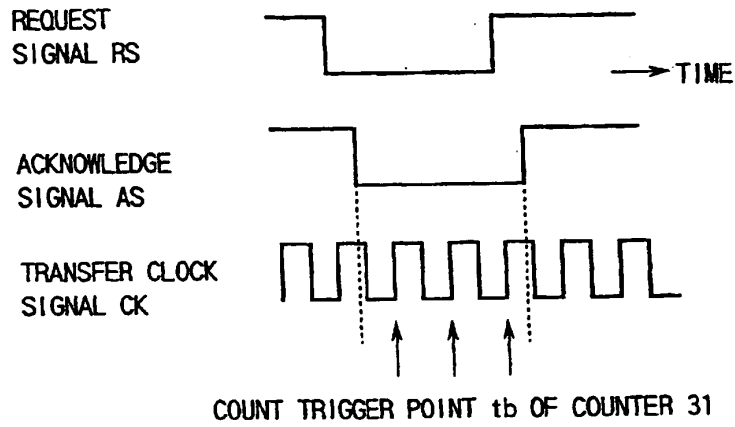 REQUEST
SIGNAL RS
TIME
ACKNOWLEDGE
SIGNAL AS
TRANSFER CLOCK
SIGNAL CK
COUNT TRIGGER POINT tb OF COUNTER 31